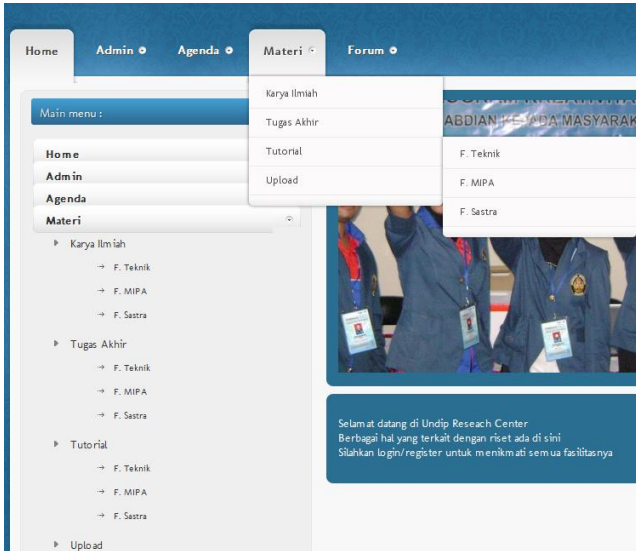 Home
Admin
Agenda
Materi
Forum
Karya Ilmiah
Tugas Akhir
Tutorial
Upload
F. Teknik
F. MIPA
F. Sastra
ABDIAN KEPADA MASYARAK
Main menu :
Home
Admin
Agenda
Materi
Karya Ilmiah
F. Teknik
F. MIPA
F. Sastra
Tugas Akhir
F. Teknik
F. MIPA
F. Sastra
Tutorial
F. Teknik
F. MIPA
F. Sastra
Upload
Selamat datang di Undip Reseach Center
Berbagai hal yang terkait dengan riset ada di sini
Silahkan login/register untuk menikmati semua fasilitasnya